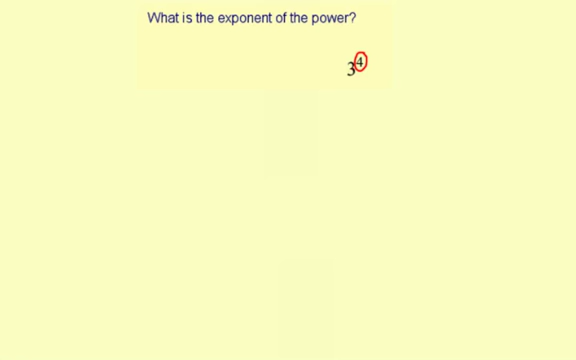 What is the exponent of the power?
3⁴